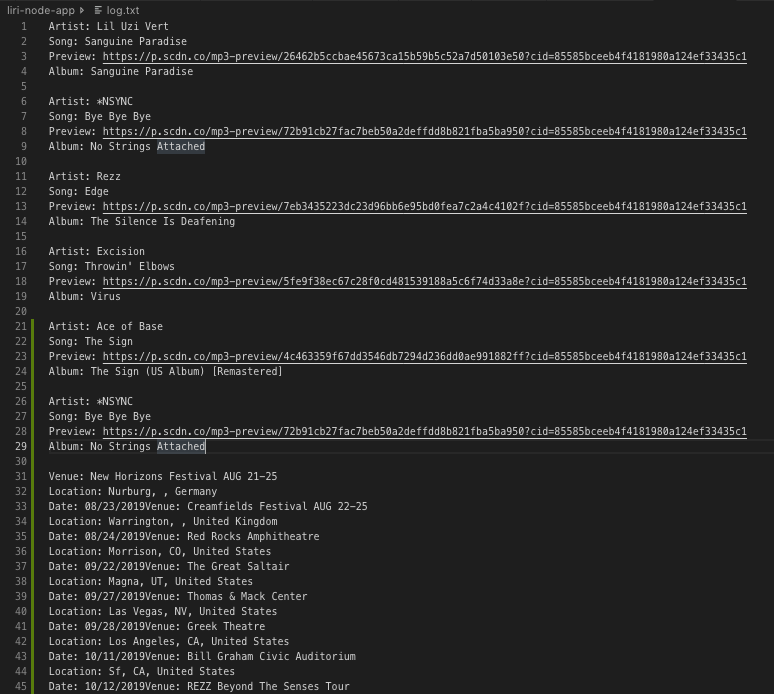 liri-node-app ▸ log.txt
1 Artist: Lil Uzi Vert
2 Song: Sanguine Paradise
3 Preview: https://p.scdn.co/mp3-preview/26462b5ccbae45673ca15b59b5c52a7d50103e50?cid=85585bceeb4f4181980a124ef33435c1
4 Album: Sanguine Paradise
5
6 Artist: *NSYNC
7 Song: Bye Bye Bye
8 Preview: https://p.scdn.co/mp3-preview/72b91cb27fac7beb50a2deffdd8b821fba5ba950?cid=85585bceeb4f4181980a124ef33435c1
9 Album: No Strings Attached
10
11 Artist: Rezz
12 Song: Edge
13 Preview: https://p.scdn.co/mp3-preview/7eb3435223dc23d96bb6e95bd0fea7c2a4c4102f?cid=85585bceeb4f4181980a124ef33435c1
14 Album: The Silence Is Deafening
15
16 Artist: Excision
17 Song: Throwin' Elbows
18 Preview: https://p.scdn.co/mp3-preview/5fe9f38ec67c28f0cd481539188a5c6f74d33a8e?cid=85585bceeb4f4181980a124ef33435c1
19 Album: Virus
20
21 Artist: Ace of Base
22 Song: The Sign
23 Preview: https://p.scdn.co/mp3-preview/4c463359f67dd3546db7294d236dd0ae991882ff?cid=85585bceeb4f4181980a124ef33435c1
24 Album: The Sign (US Album) [Remastered]
25
26 Artist: *NSYNC
27 Song: Bye Bye Bye
28 Preview: https://p.scdn.co/mp3-preview/72b91cb27fac7beb50a2deffdd8b821fba5ba950?cid=85585bceeb4f4181980a124ef33435c1
29 Album: No Strings Attached
30
31 Venue: New Horizons Festival AUG 21-25
32 Location: Nurburg, , Germany
33 Date: 08/23/2019Venue: Creamfields Festival AUG 22-25
34 Location: Warrington, , United Kingdom
35 Date: 08/24/2019Venue: Red Rocks Amphitheatre
36 Location: Morrison, CO, United States
37 Date: 09/22/2019Venue: The Great Saltair
38 Location: Magna, UT, United States
39 Date: 09/27/2019Venue: Thomas & Mack Center
40 Location: Las Vegas, NV, United States
41 Date: 09/28/2019Venue: Greek Theatre
42 Location: Los Angeles, CA, United States
43 Date: 10/11/2019Venue: Bill Graham Civic Auditorium
44 Location: Sf, CA, United States
45 Date: 10/12/2019Venue: REZZ Beyond The Senses Tour